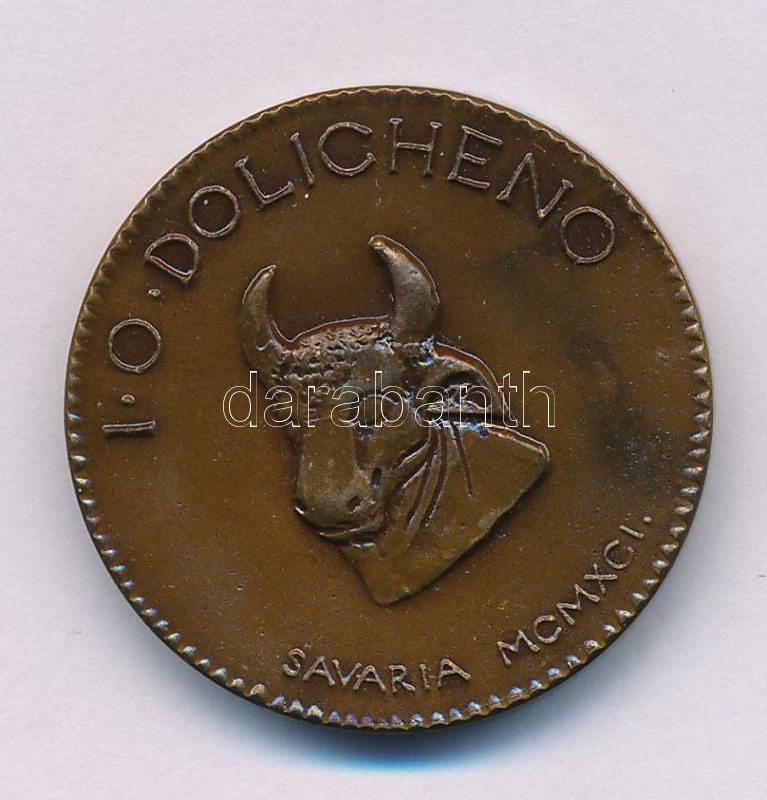 I·O·DOLICHENO
darabanth
SAVARIA MCMXCI.